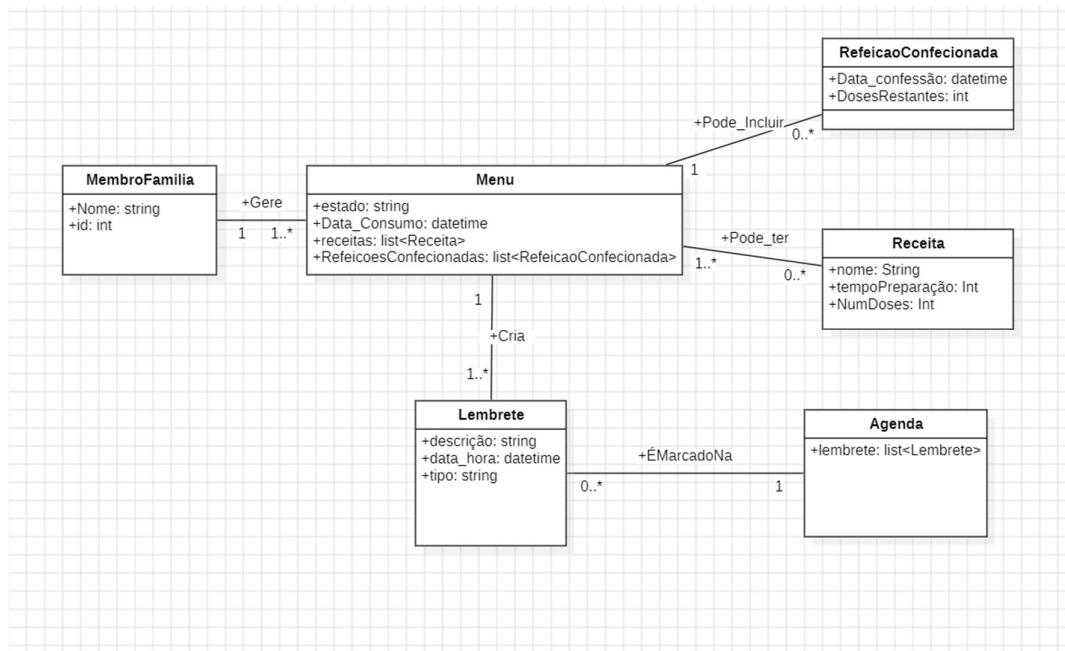 RefeicaoConfecionada
+Data_confessão: datetime
+DosesRestantes: int
+Pode_Incluir
0..*
1
MembroFamilia
+Nome: string
+id: int
+Gere
1
1..*
Menu
+estado: string
+Data_Consumo: datetime
+receitas: list<Receita>
+RefeicoesConfecionadas: list<RefeicaoConfecionada>
+Pode_ter
1..*
0..*
Receita
+nome: String
+tempoPreparação: Int
+NumDoses: Int
1
+Cria
1..*
Lembrete
+descrição: string
+data_hora: datetime
+tipo: string
+ÉMarcadoNa
0..*
1
Agenda
+lembrete: list<Lembrete>